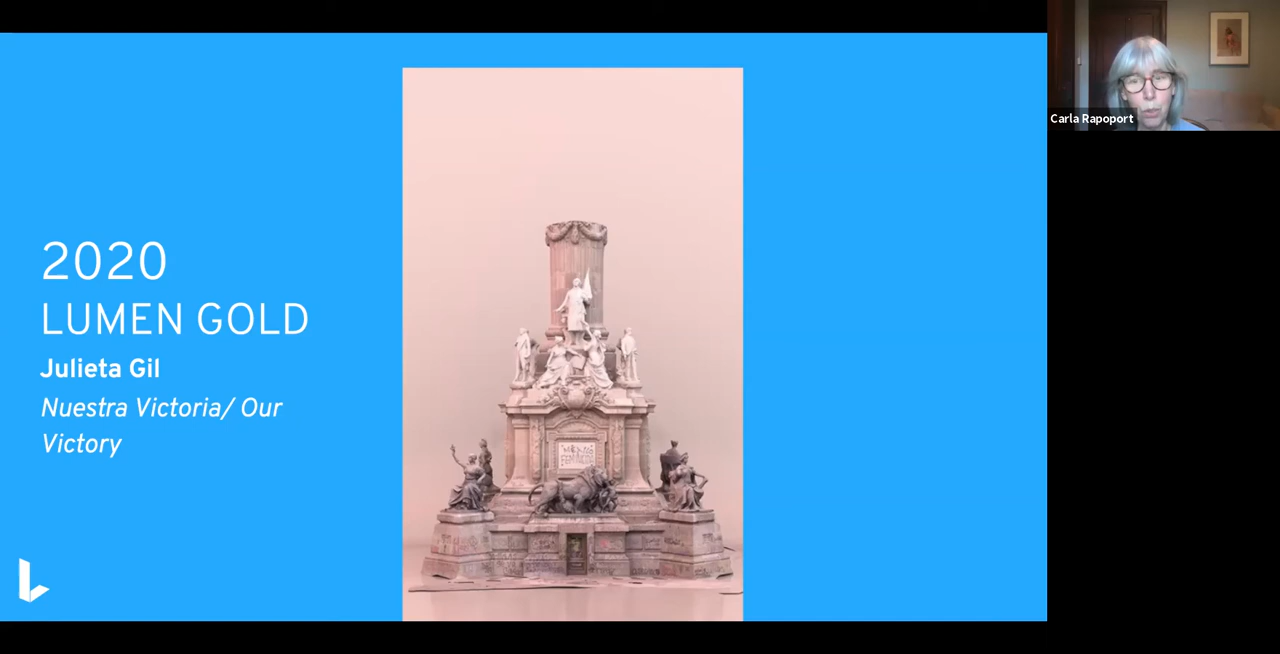 2020
LUMEN GOLD
Julieta Gil
Nuestra Victoria/ Our
Victory
Carla Rapoport